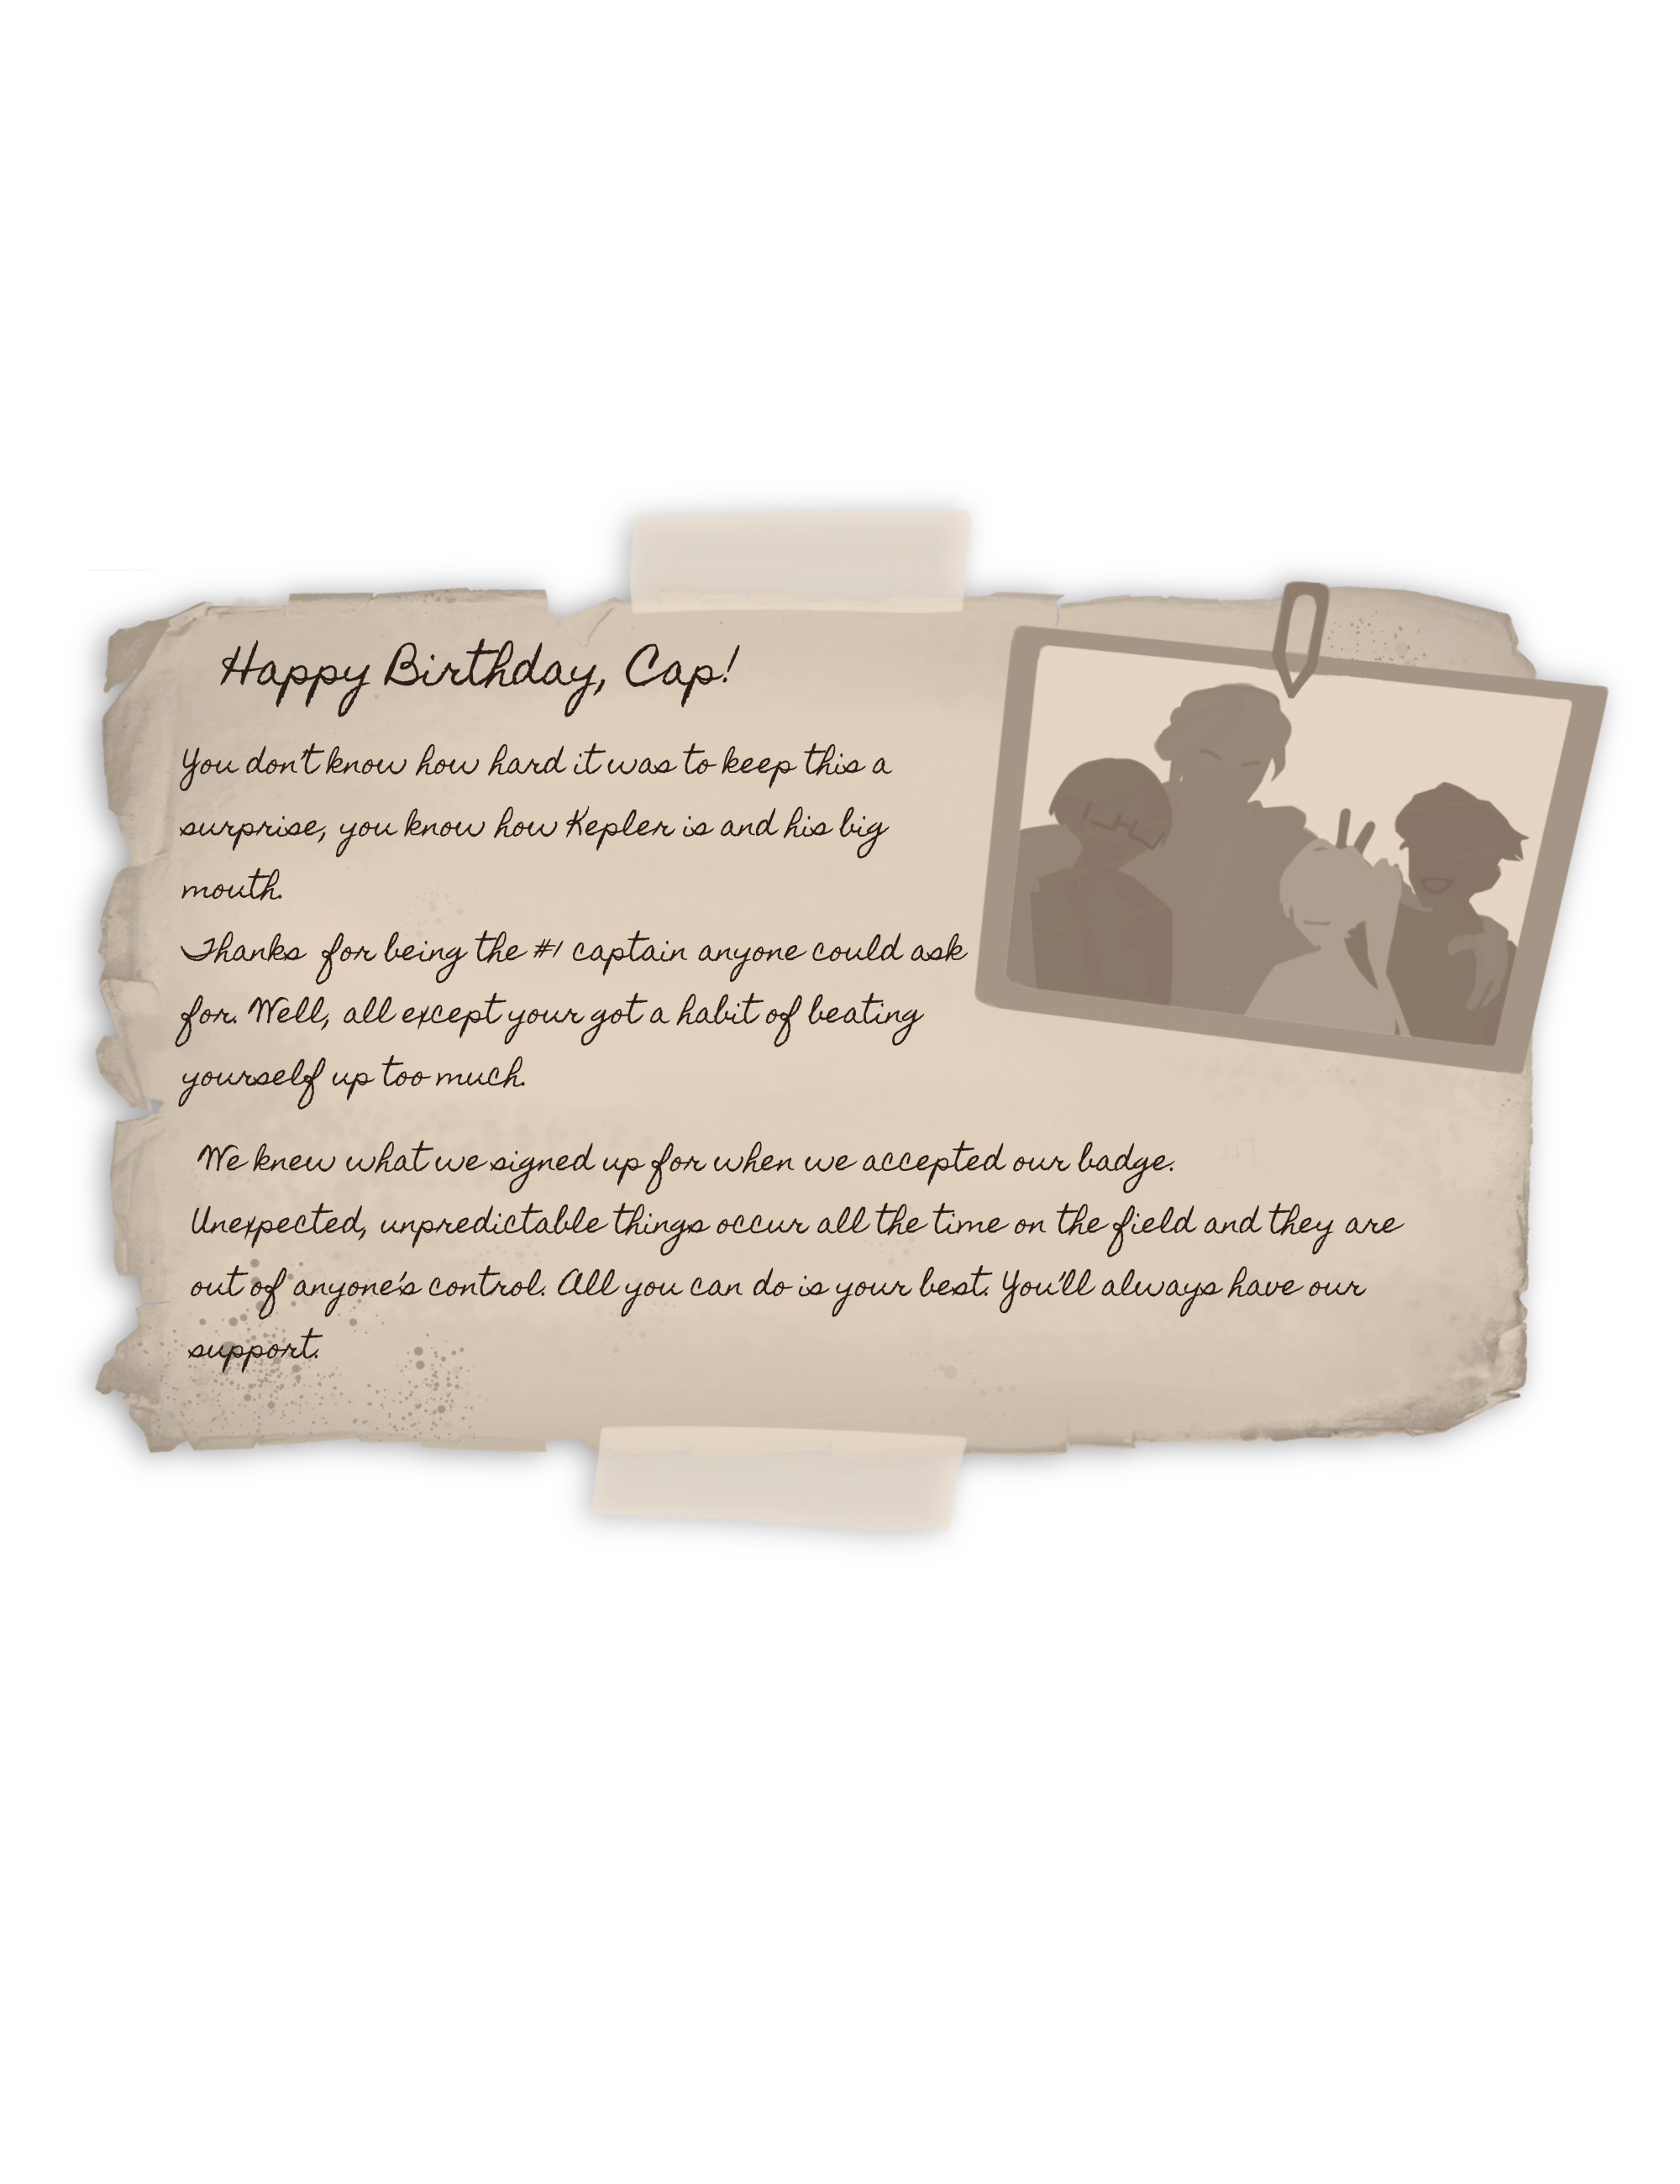 Happy Birthday, Cap!
You don't know how hard it was to keep this a
surprise, you know how Kepler is and his big
mouth.
Thanks for being the #1 captain anyone could ask
for. Well, all except your got a habit of beating
yourself up too much.
We knew what we signed up for when we accepted our badge.
Unexpected, unpredictable things occur all the time on the field and they are
out of anyone's control. All you can do is your best. You'll always have our
support.